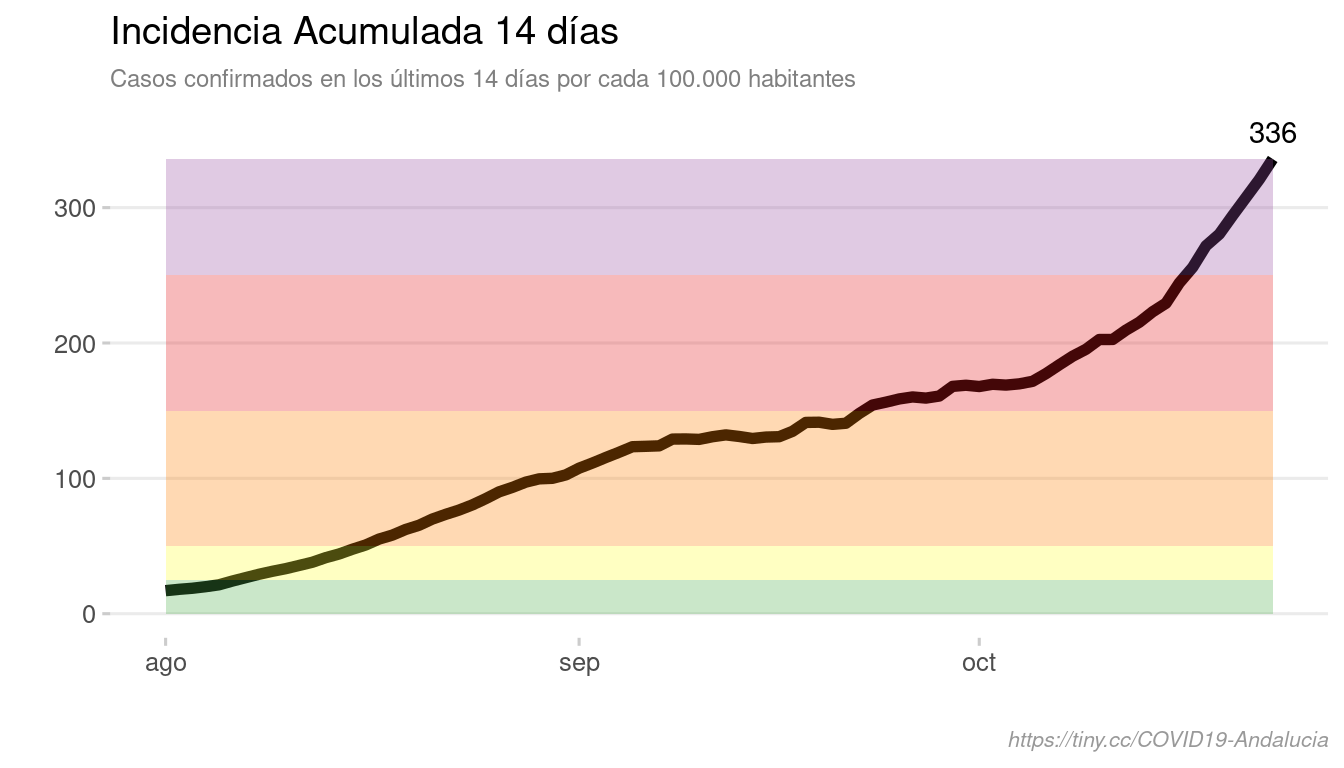 Incidencia Acumulada 14 días
Casos confirmados en los últimos 14 días por cada 100.000 habitantes
336
300
200
100
0
ago sep oct
https://tiny.cc/COVID19-Andalucia